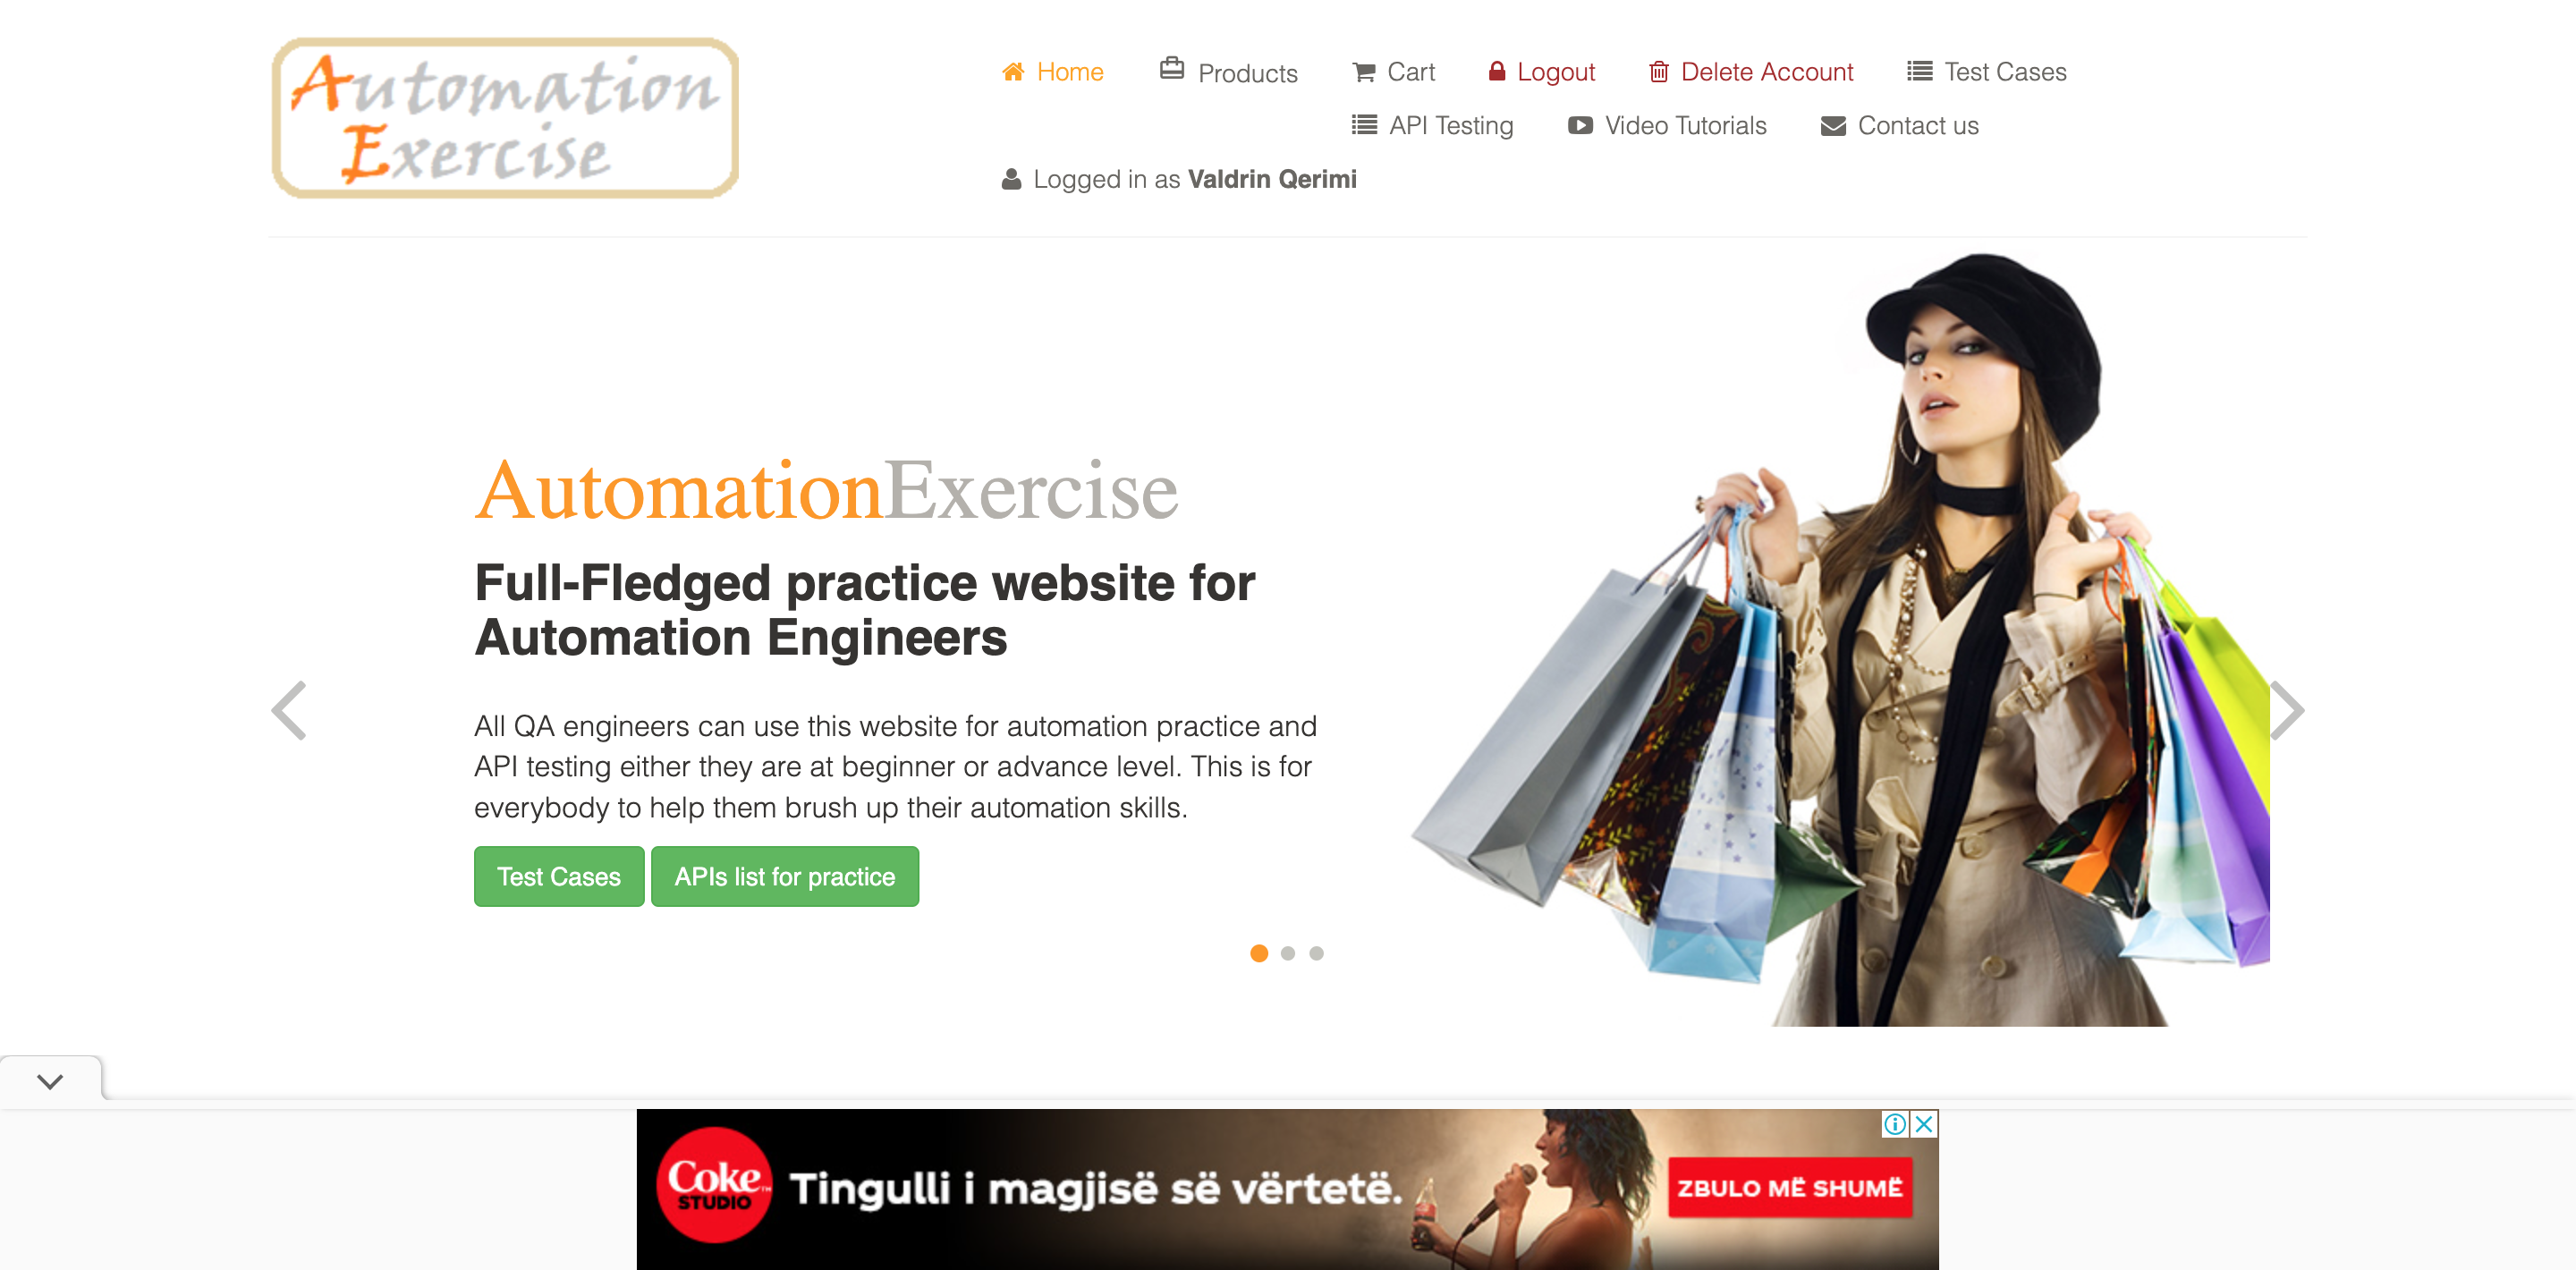 Automation
Exercise
Home Products Cart Logout Delete Account Test Cases
API Testing Video Tutorials Contact us
Logged in as Valdrin Qerimi
AutomationExercise
Full-Fledged practice website for
Automation Engineers
All QA engineers can use this website for automation practice and
API testing either they are at beginner or advance level. This is for
everybody to help them brush up their automation skills.
Test Cases APIs list for practice
Coke™
STUDIO
Tingulli i magjisë së vërtetë.
ZBULO MË SHUMË